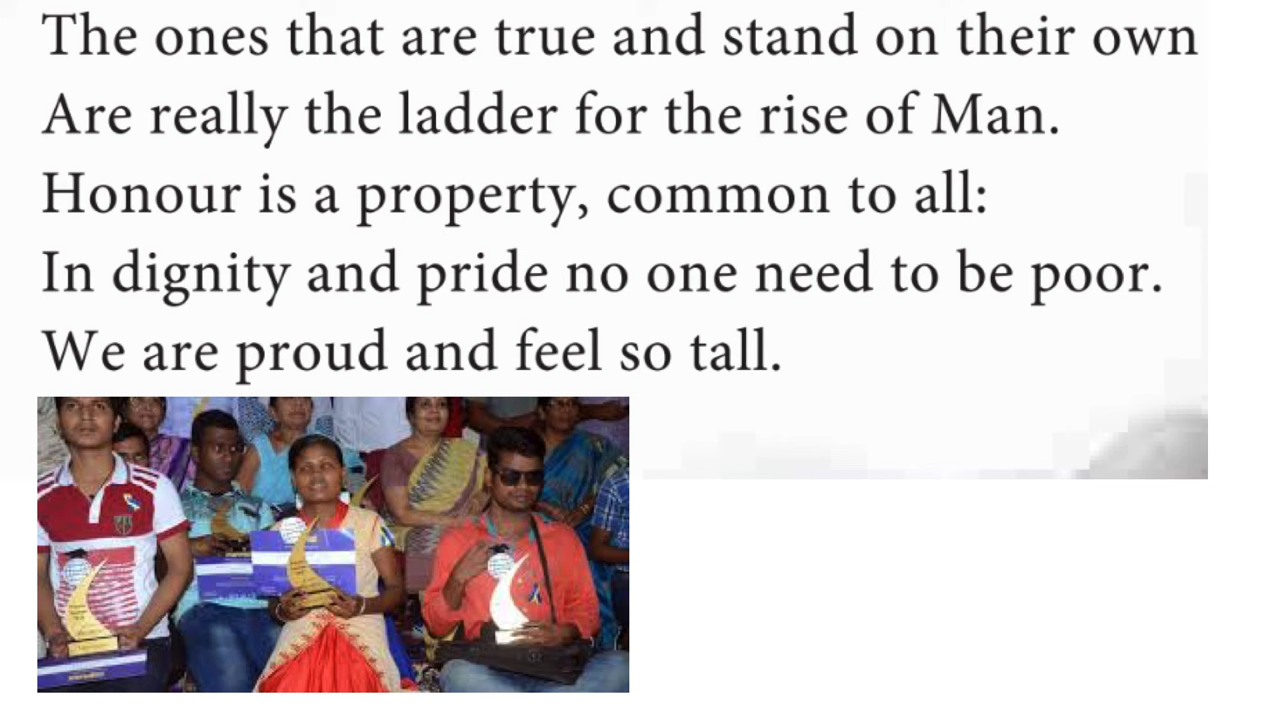 The ones that are true and stand on their own
Are really the ladder for the rise of Man.
Honour is a property, common to all:
In dignity and pride no one need to be poor.
We are proud and feel so tall.